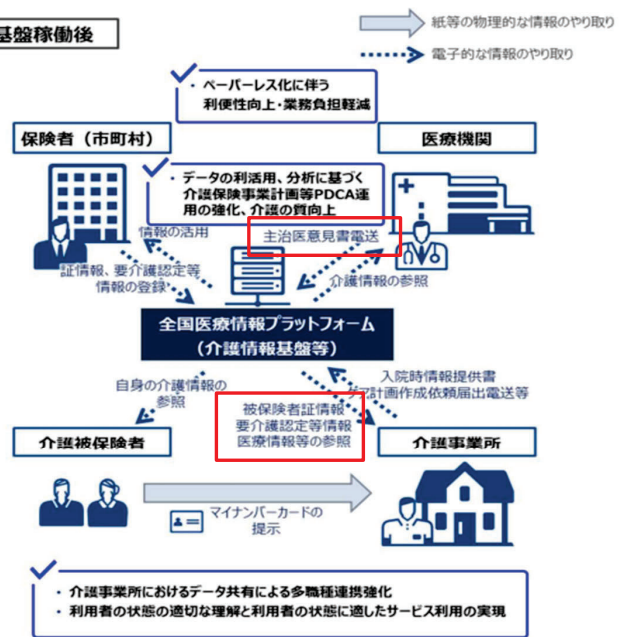 基盤稼働後
紙等の物理的な情報のやり取り
電子的な情報のやり取り
・ ペーパーレス化に伴う
利便性向上・業務負担軽減
保険者（市町村）
医療機関
・ データの利活用、分析に基づく
介護保険事業計画等PDCA運
用の強化、介護の質向上
情報の活用
主治医意見書電送
証情報、要介護認定等
情報の登録
介護情報の参照
全国医療情報プラットフォーム
（介護情報基盤等）
自身の介護情報の
参照
入院時情報提供書
ケア計画作成依頼届出電送等
被保険者証情報
要介護認定等情報
医療情報等の参照
介護被保険者
介護事業所
マイナンバーカードの
提示
・ 介護事業所におけるデータ共有による多職種連携強化
・ 利用者の状態の適切な理解と利用者の状態に適したサービス利用の実現